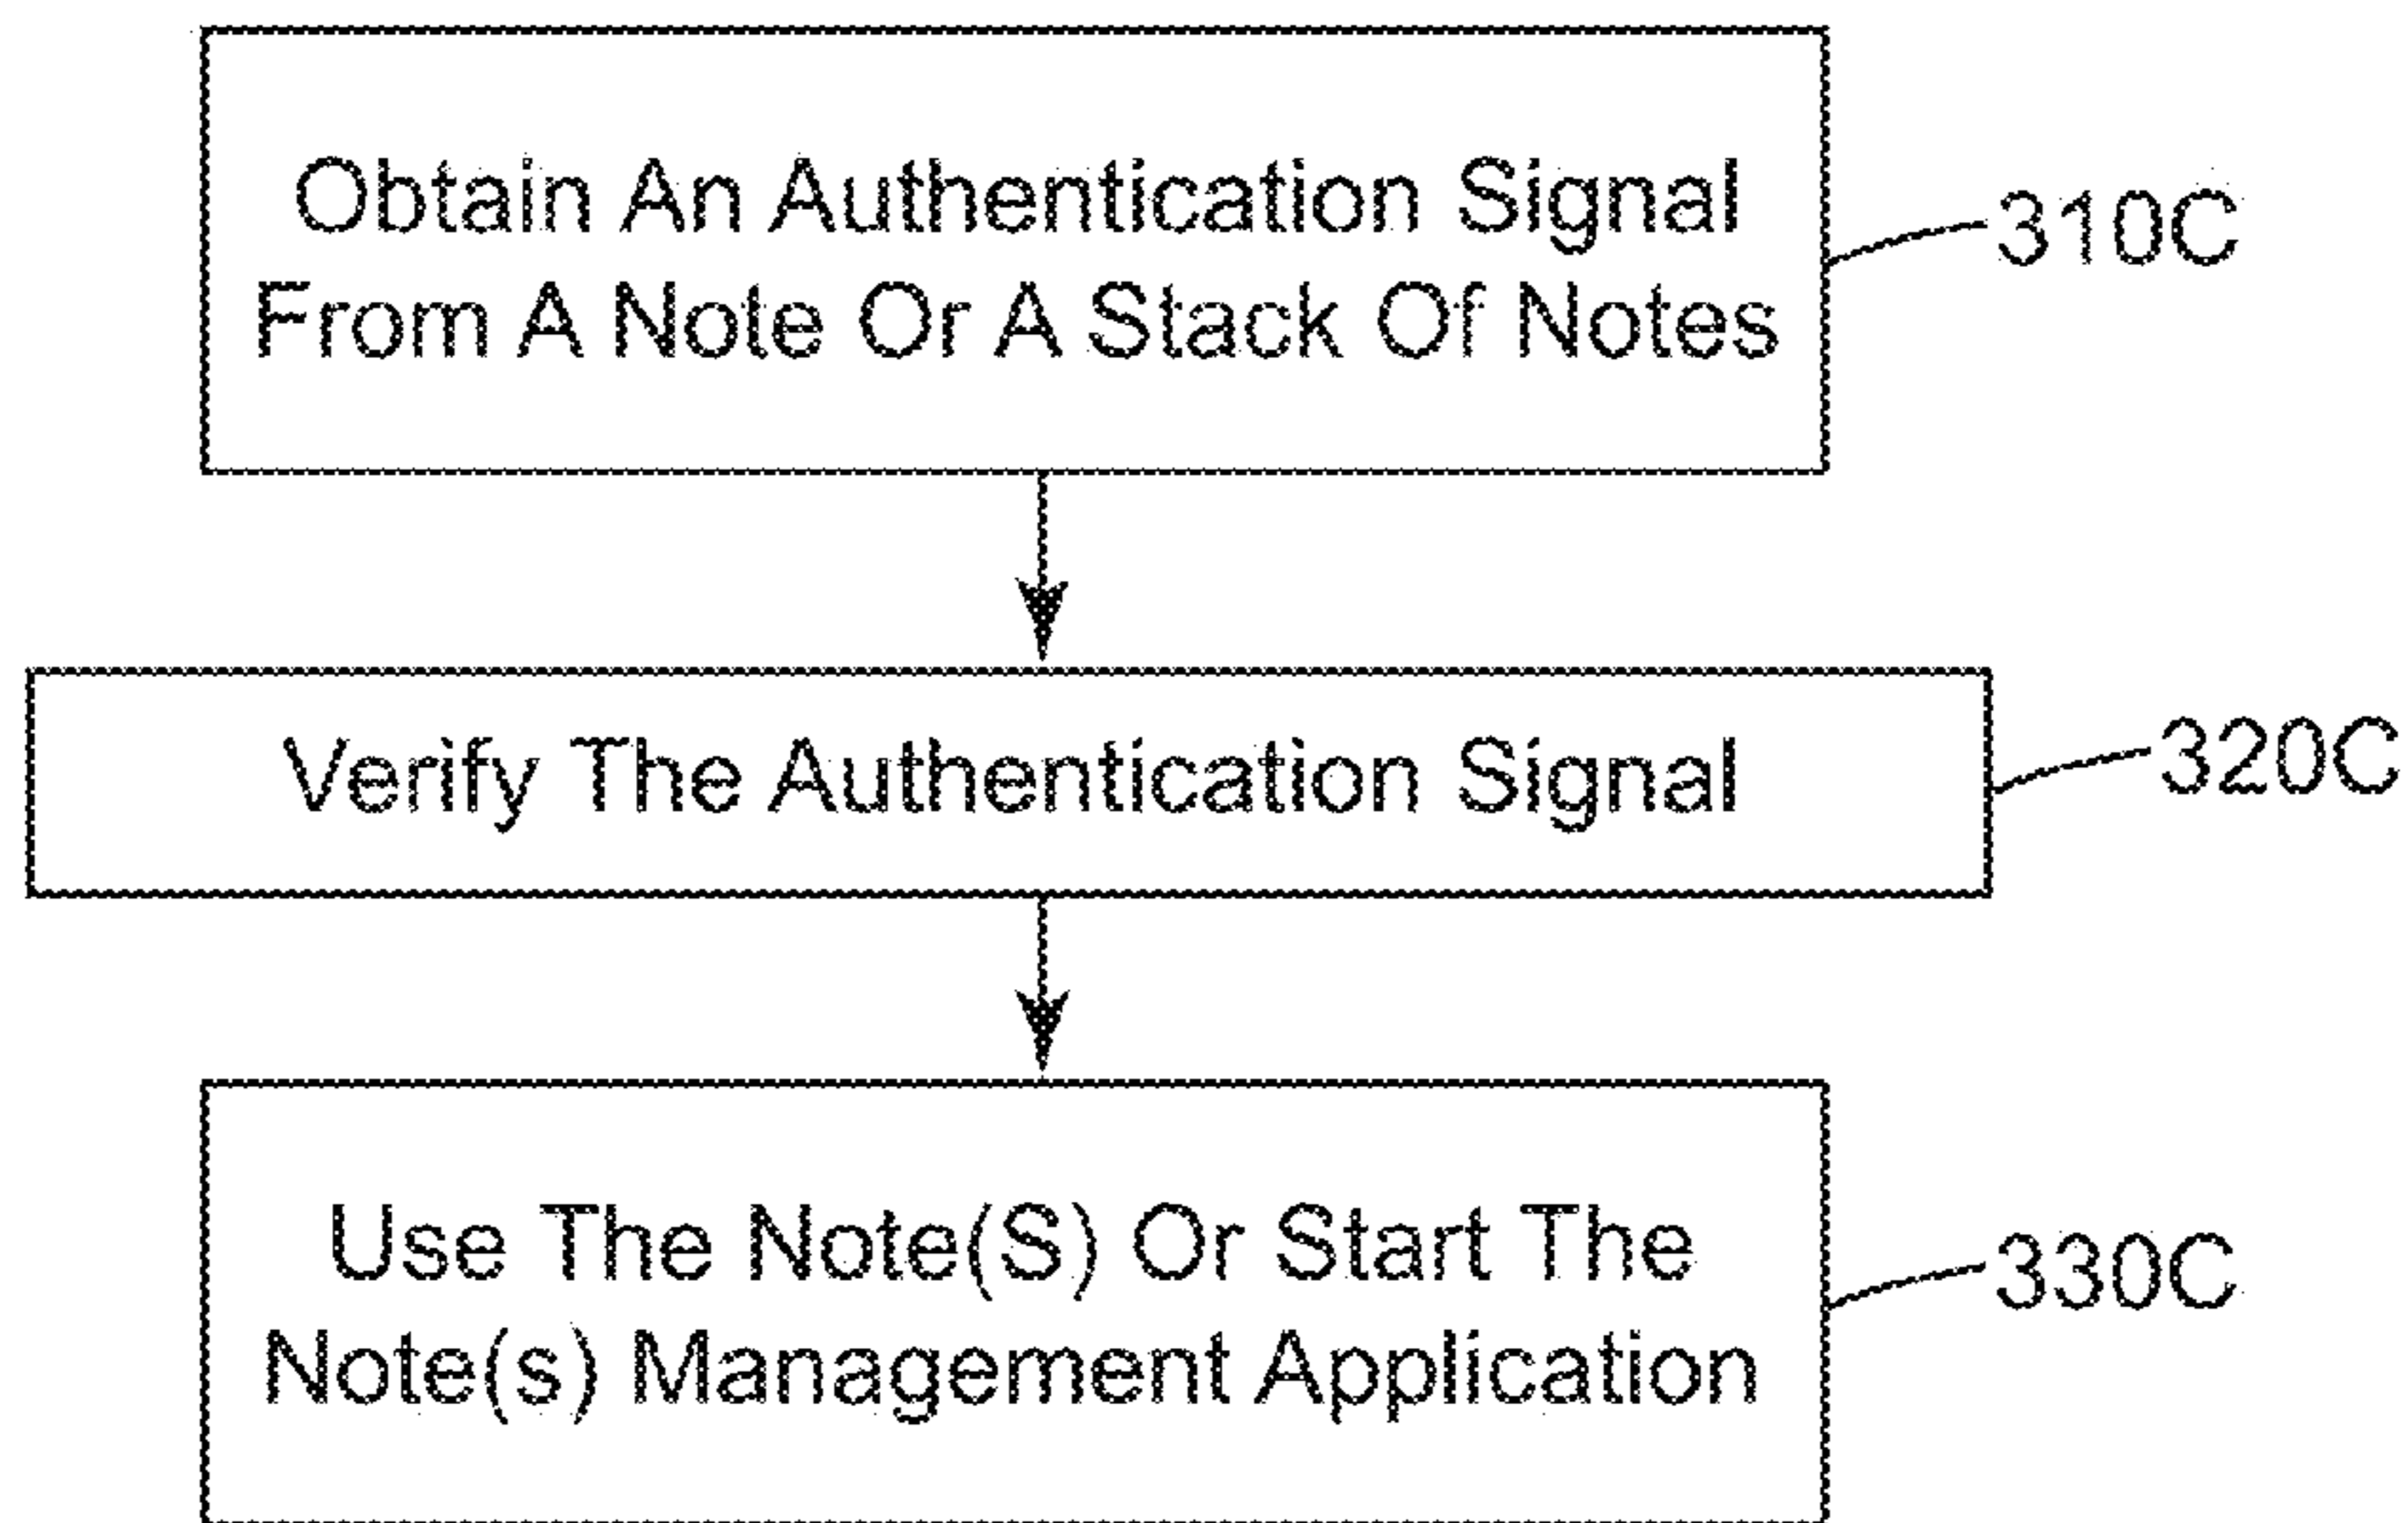 Obtain An Authentication Signal
From A Note Or A Stack Of Notes
310C
Verify The Authentication Signal
320C
Use The Note(S) Or Start The
Note(s) Management Application
330C